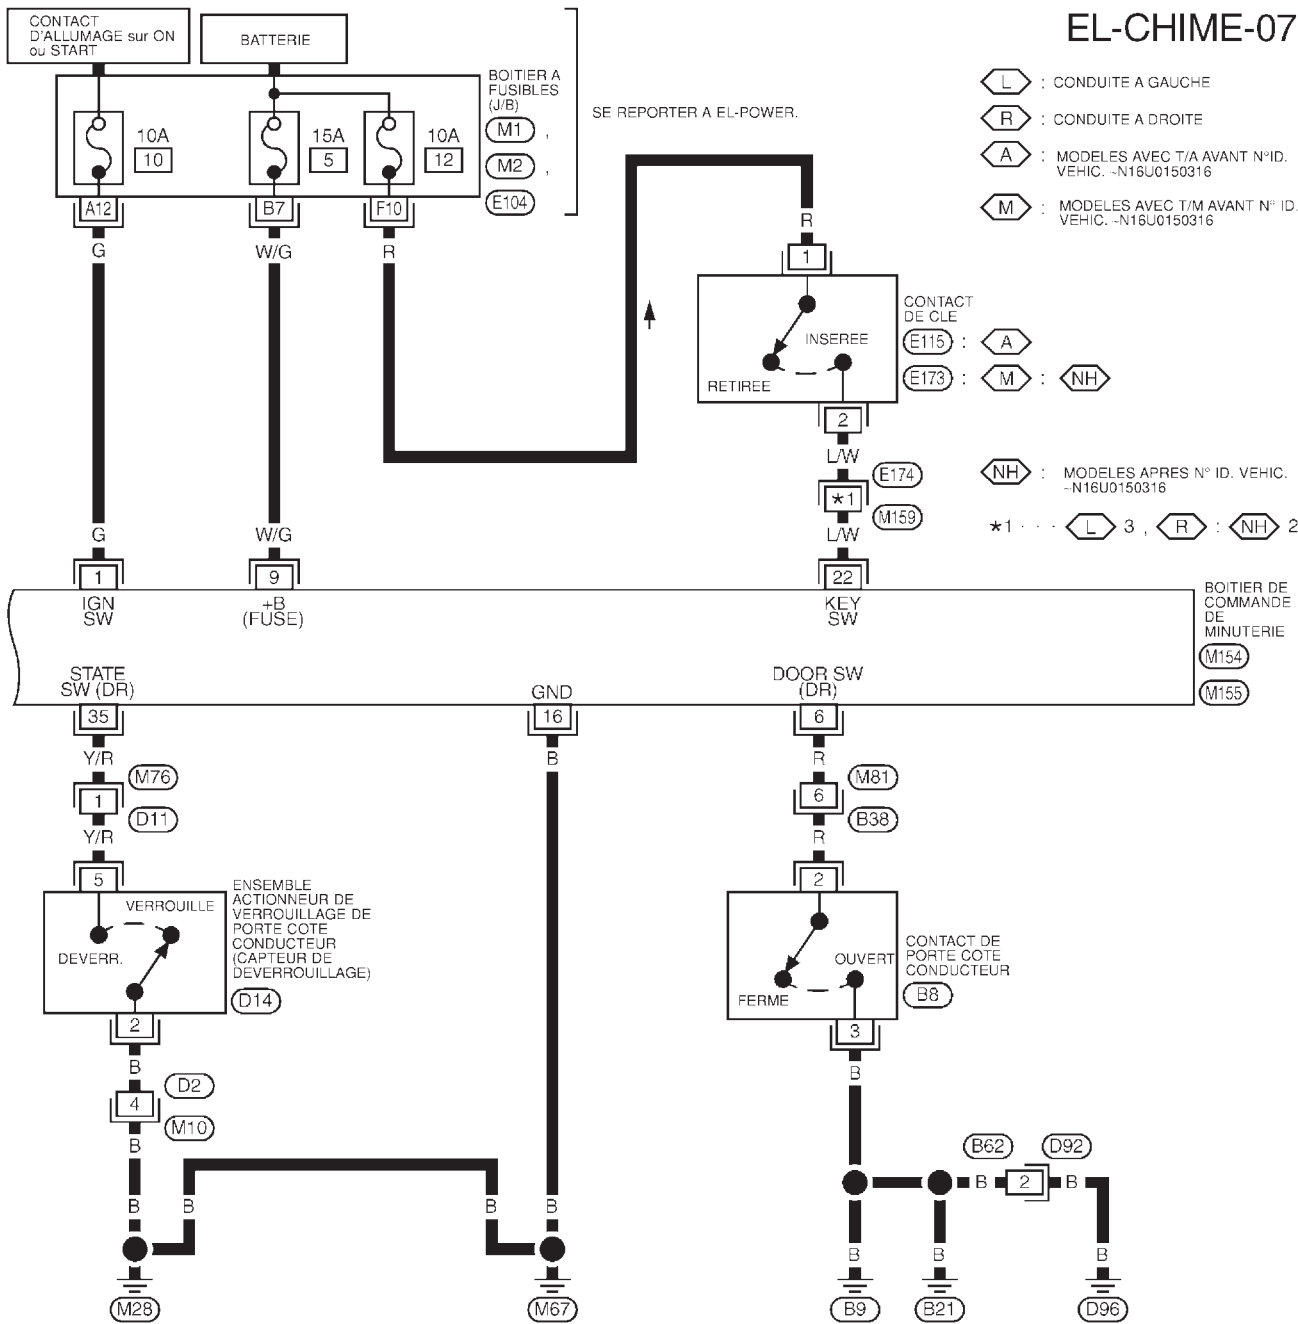 EL-CHIME-07
CONTACT
D'ALLUMAGE sur ON
ou START
BATTERIE
BOITIER A
FUSIBLES
(J/B)
M1 ,
M2 ,
E104
SE REPORTER A EL-POWER.
L : CONDUITE A GAUCHE
R : CONDUITE A DROITE
A : MODELES AVEC T/A AVANT N°ID.
VEHIC. ~N16U0150316
M : MODELES AVEC T/M AVANT N° ID.
VEHIC. ~N16U0150316
10A
10
15A
5
10A
12
A12
B7
F10
G
W/G
R
R
1
CONTACT
DE CLE
E115 : A
E173 : M : NH
INSEREE
RETIREE
2
L/W
E174
*1
M159
L/W
NH : MODELES APRES N° ID. VEHIC.
~N16U0150316
*1 · · · L 3 , R : NH 2
G
W/G
1
9
22
IGN
SW
+B
(FUSE)
KEY
SW
BOITIER DE
COMMANDE
DE
MINUTERIE
M154
M155
STATE
SW (DR)
GND
DOOR SW
(DR)
35
16
6
Y/R
B
R
M76
1
D11
M81
6
B38
Y/R
R
5
2
VERROUILLE
DEVERR.
ENSEMBLE
ACTIONNEUR DE
VERROUILLAGE DE
PORTE COTE
CONDUCTEUR
(CAPTEUR DE
DEVERROUILLAGE)
D14
OUVERT
FERME
CONTACT DE
PORTE COTE
CONDUCTEUR
B8
2
3
B
B
D2
4
M10
B
B62
D92
B
2
B
B
B
B
B
B
B
B
M28
M67
B9
B21
D96